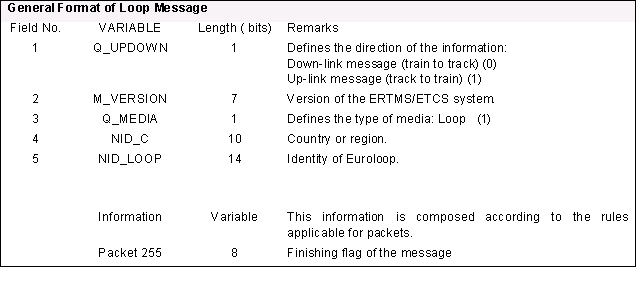 General Format of Loop Message
Field No. VARIABLE Length ( bits) Remarks
1 Q_UPDOWN 1 Defines the direction of the information:
Down-link message (train to track) (0)
Up-link message (track to train) (1)
2 M_VERSION 7 Version of the ERTMS/ETCS system.
3 Q_MEDIA 1 Defines the type of media: Loop (1)
4 NID_C 10 Country or region.
5 NID_LOOP 14 Identity of Euroloop.
Information Variable This information is composed according to the rules
applicable for packets.
Packet 255 8 Finishing flag of the message